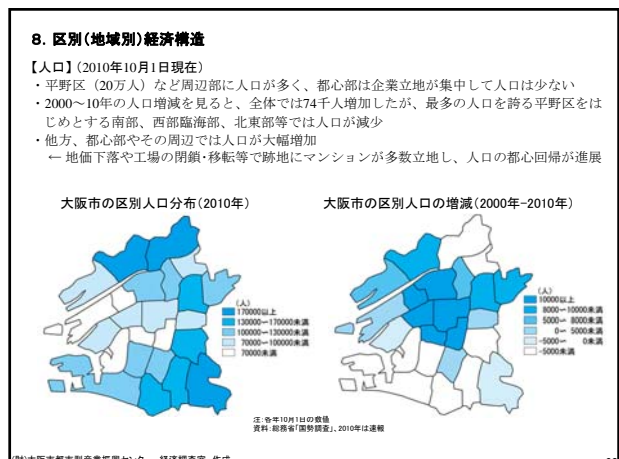 8. 区別（地域別）経済構造
【人口】（2010年10月1日現在）
・平野区（20万人）など周辺部に人口が多く、都心部は企業立地が集中して人口は少ない
・2000～10年の人口増減を見ると、全体では74千人増加したが、最多の人口を誇る平野区をは
じめとする南部、西部臨海部、北東部等では人口が減少
・他方、都心部やその周辺では人口が大幅増加
← 地価下落や工場の閉鎖・移転等で跡地にマンションが多数立地し、人口の都心回帰が進展
大阪市の区別人口分布（2010年）
大阪市の区別人口の増減（2000年-2010年）
（人）
170000以上
130000～170000未満
100000～130000未満
70000～100000未満
70000未満
（人）
10000以上
8000～10000未満
5000～ 8000未満
0～ 5000未満
-5000～ 0未満
-5000未満
注：各年10月1日の数値
資料：総務省「国勢調査」、2010年は速報